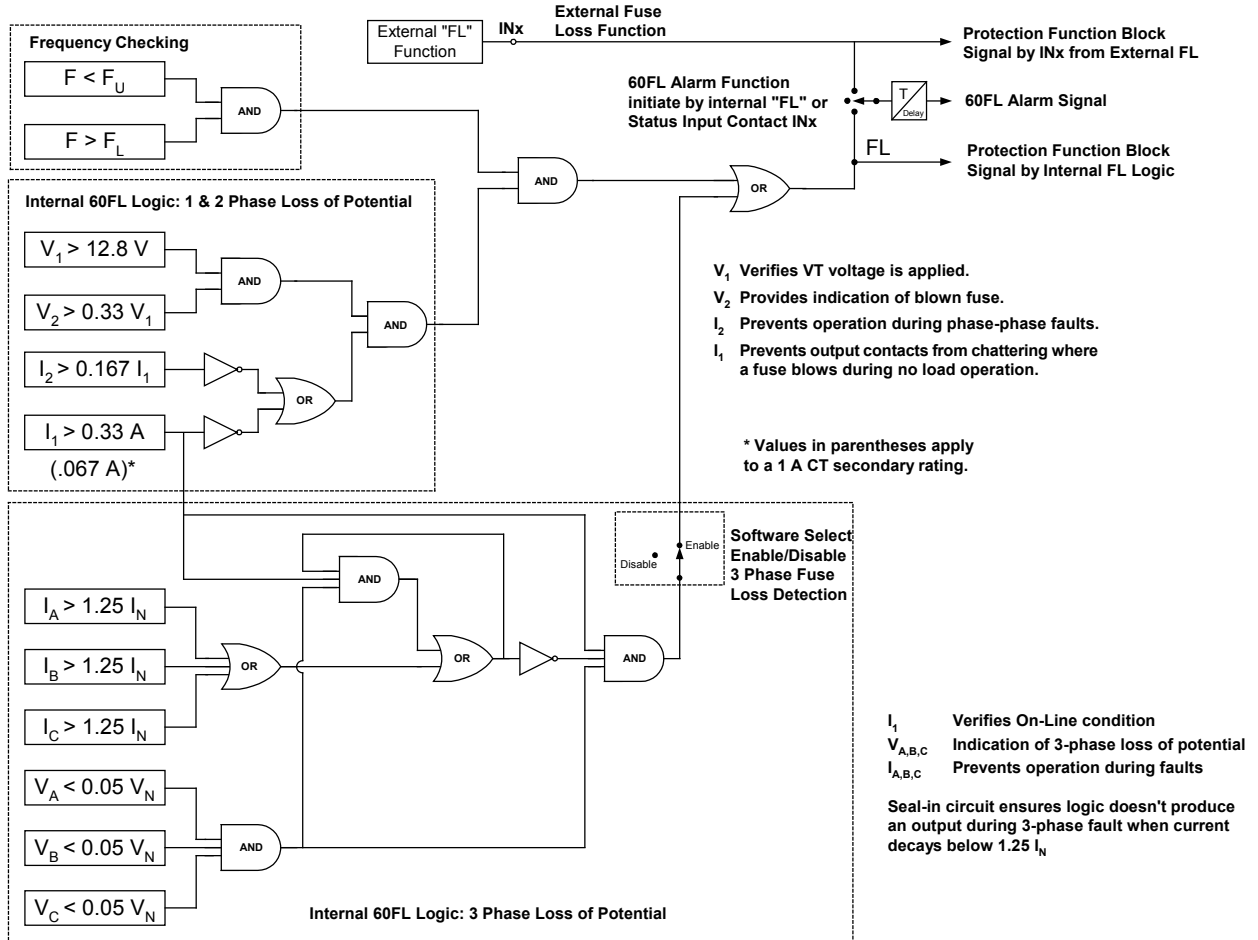 External "FL"
Function
INx
External Fuse
Loss Function
Protection Function Block
Signal by INx from External FL
Frequency Checking
F < F_U
AND
F > F_L
60FL Alarm Function
initiate by internal "FL" or
Status Input Contact INx
T
Delay
60FL Alarm Signal
FL
Protection Function Block
Signal by Internal FL Logic
AND
OR
Internal 60FL Logic: 1 & 2 Phase Loss of Potential
V_1 > 12.8 V
AND
V_2 > 0.33 V_1
AND
I_2 > 0.167 I_1
OR
I_1 > 0.33 A
(.067 A)*
V_1 Verifies VT voltage is applied.
V_2 Provides indication of blown fuse.
I_2 Prevents operation during phase-phase faults.
I_1 Prevents output contacts from chattering where
a fuse blows during no load operation.
* Values in parentheses apply
to a 1 A CT secondary rating.
Disable
Enable
Software Select
Enable/Disable
3 Phase Fuse
Loss Detection
AND
I_A > 1.25 I_N
I_B > 1.25 I_N
OR
OR
AND
I_C > 1.25 I_N
V_A < 0.05 V_N
V_B < 0.05 V_N
AND
V_C < 0.05 V_N
Internal 60FL Logic: 3 Phase Loss of Potential
I_1 Verifies On-Line condition
V_A,B,C Indication of 3-phase loss of potential
I_A,B,C Prevents operation during faults
Seal-in circuit ensures logic doesn't produce
an output during 3-phase fault when current
decays below 1.25 I_N